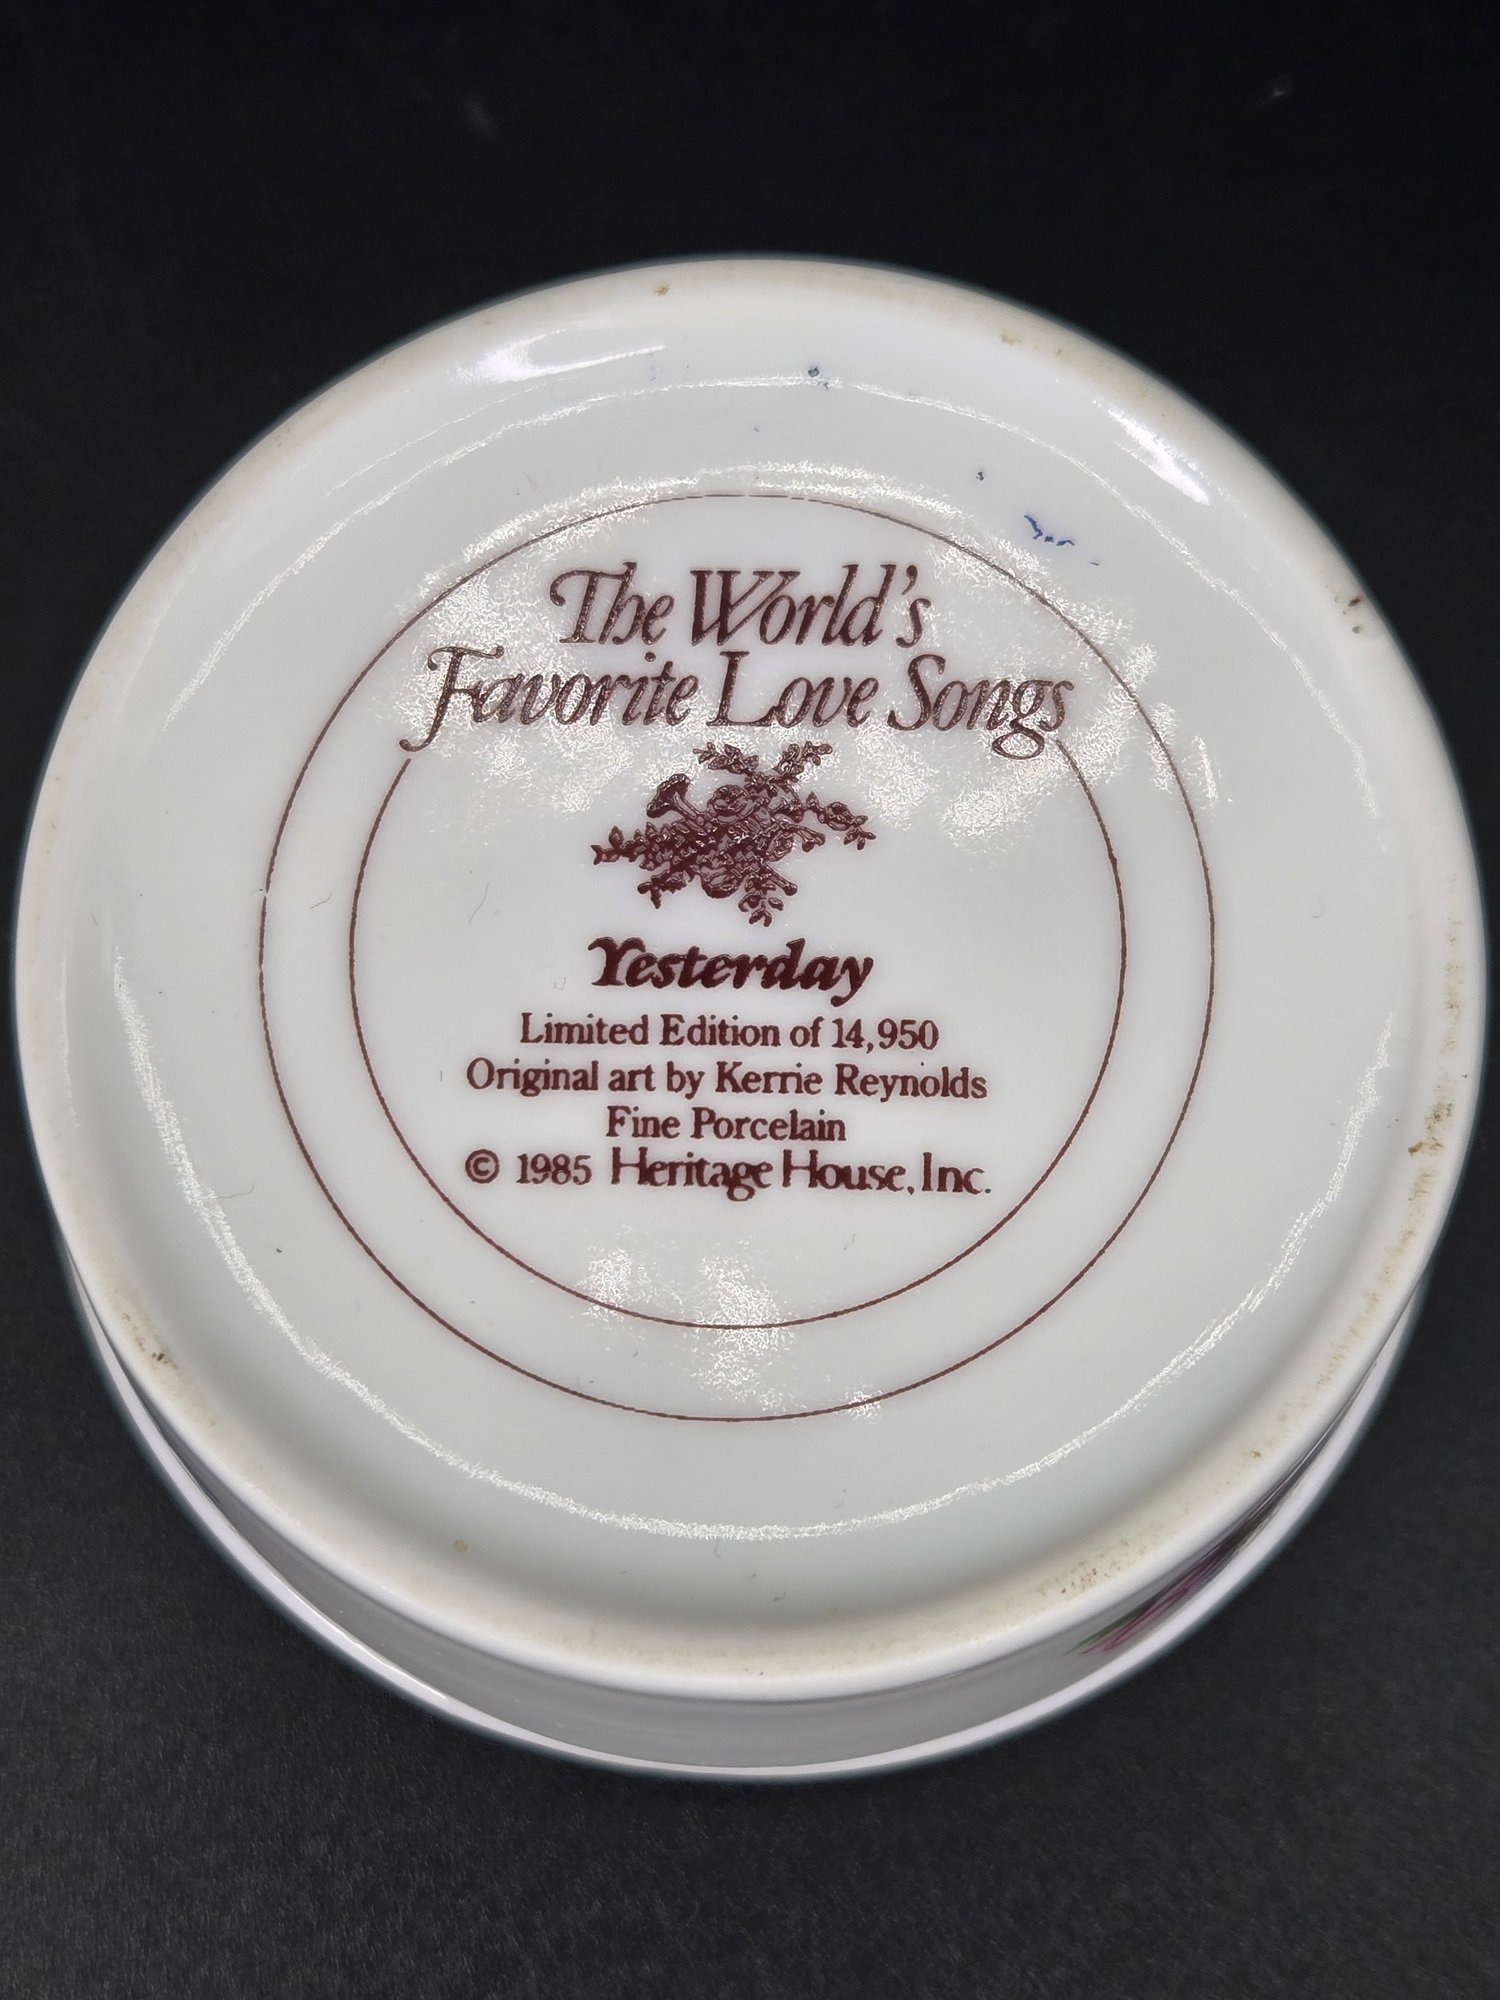 The World's
Favorite Love Songs
Yesterday
Limited Edition of 14,950
Original art by Kerrie Reynolds
Fine Porcelain
© 1985 Heritage House, Inc.